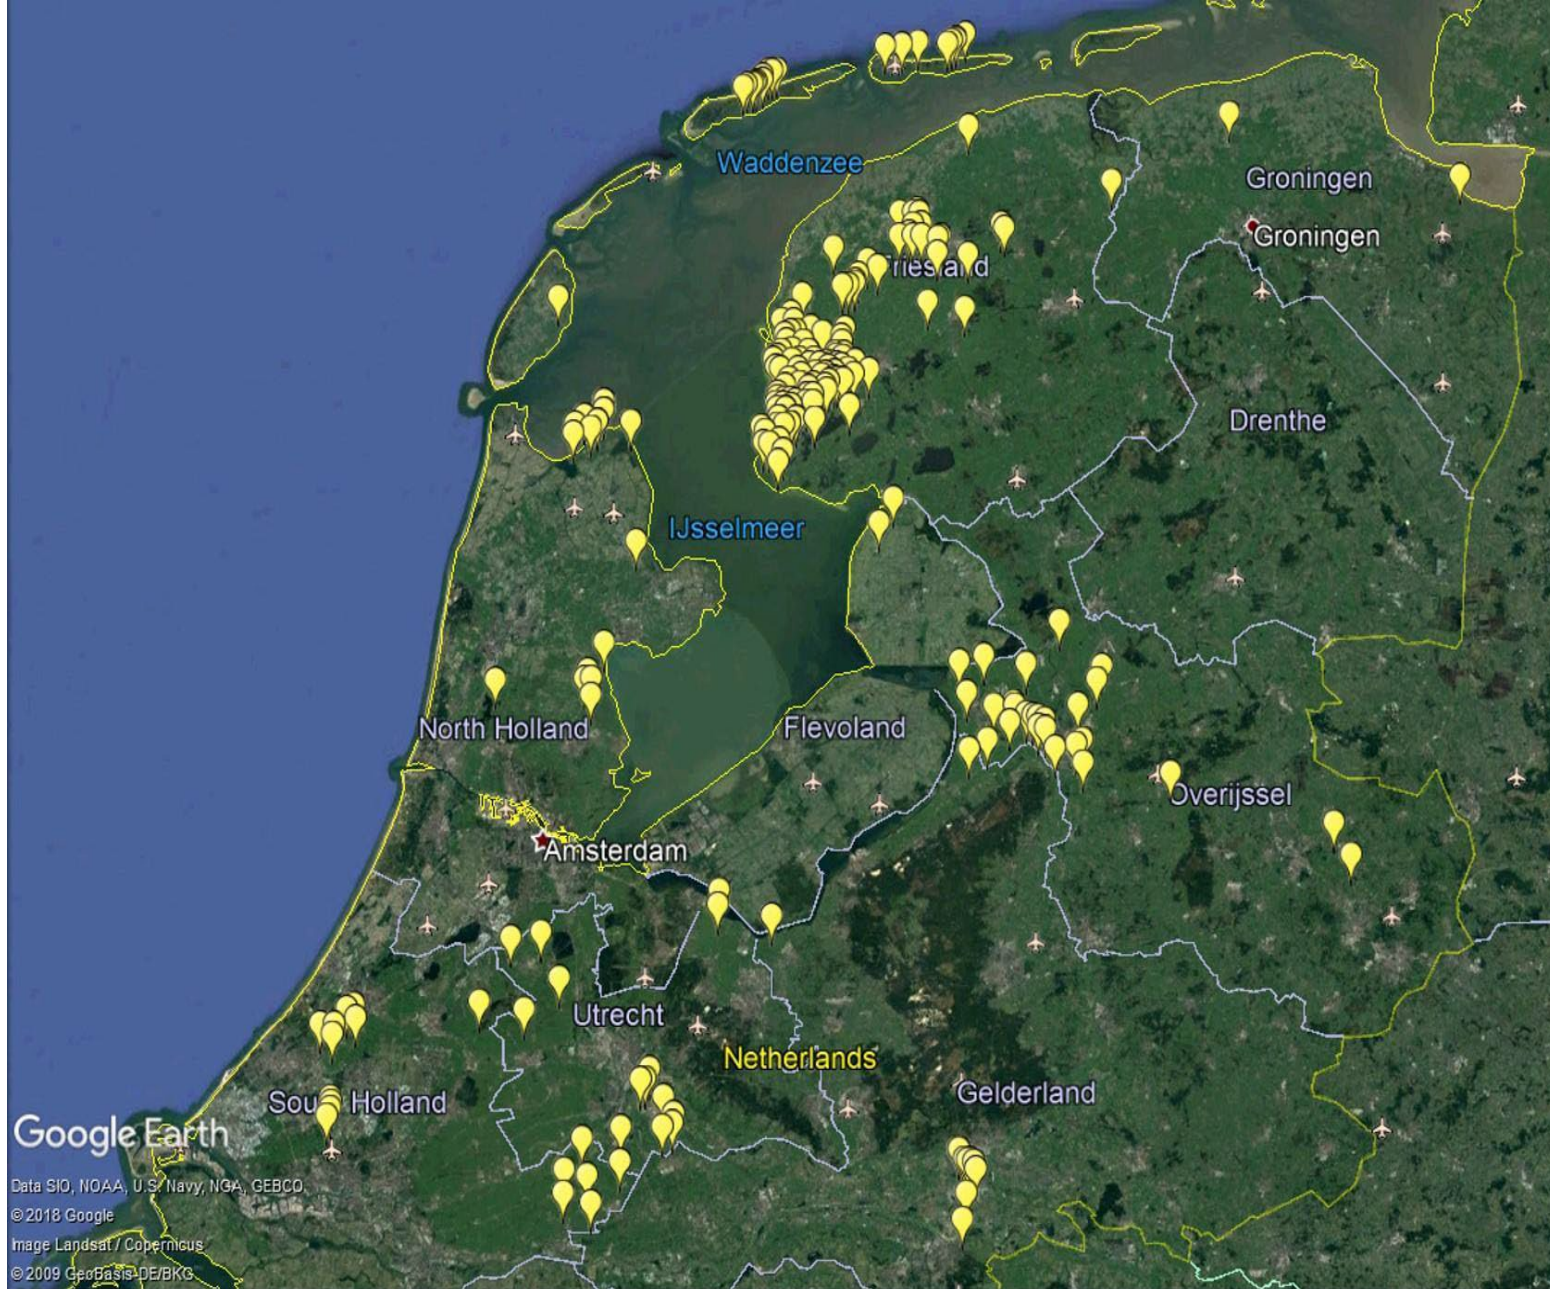 Waddenzee
Groningen
Groningen
Friesland
Drenthe
IJsselmeer
North Holland
Flevoland
Overijssel
Amsterdam
Utrecht
Netherlands
Gelderland
South Holland
Google Earth
Data SIO, NOAA, U.S. Navy, NGA, GEBCO
© 2018 Google
Image Landsat / Copernicus
© 2009 GeoBasis-DE/BKG